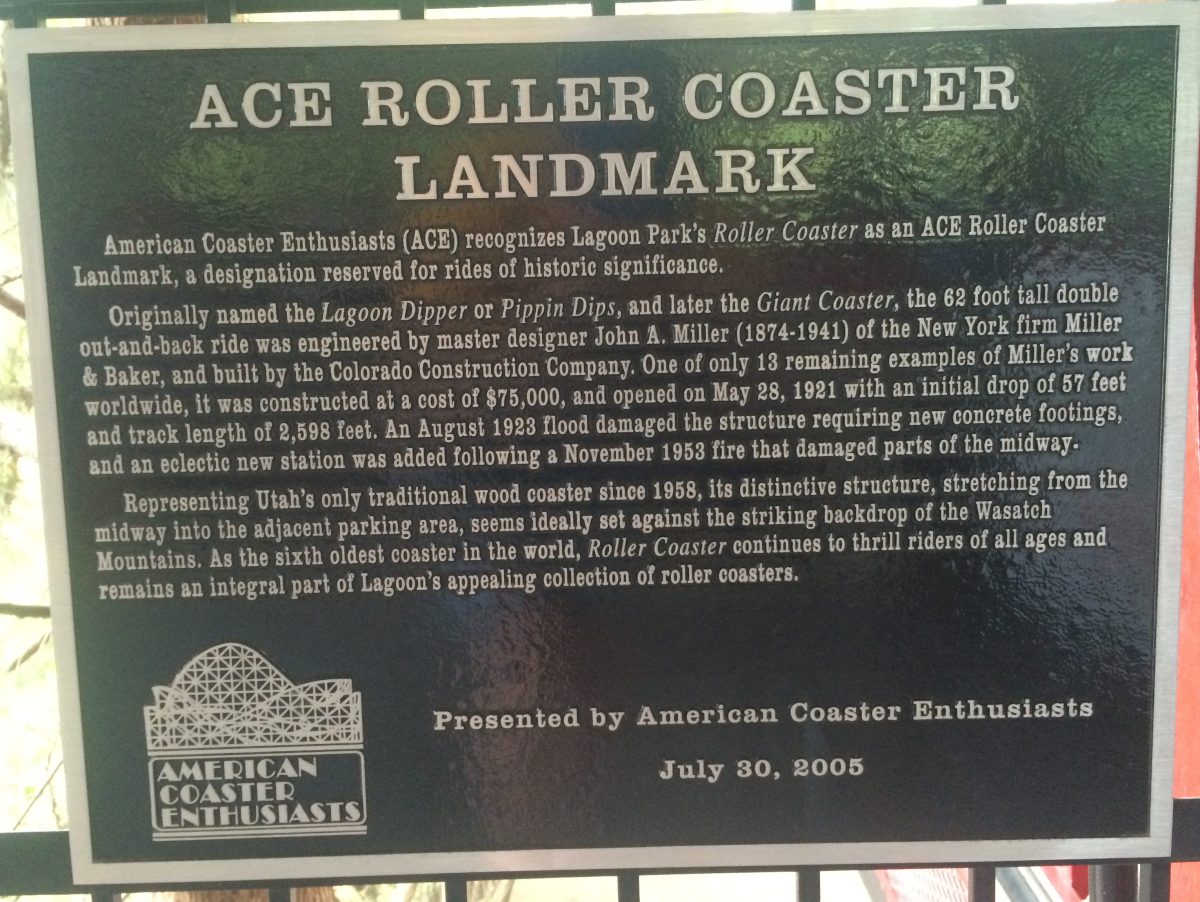 ACE ROLLER COASTER
LANDMARK
American Coaster Enthusiasts (ACE) recognizes Lagoon Park's Roller Coaster as an ACE Roller Coaster
Landmark, a designation reserved for rides of historic significance.
Originally named the Lagoon Dipper or Pippin Dips, and later the Giant Coaster, the 62 foot tall double
out-and-back ride was engineered by master designer John A. Miller (1874-1941) of the New York firm Miller
& Baker, and built by the Colorado Construction Company. One of only 13 remaining examples of Miller's work
worldwide, it was constructed at a cost of $75,000, and opened on May 28, 1921 with an initial drop of 57 feet
and track length of 2,598 feet. An August 1923 flood damaged the structure requiring new concrete footings,
and an eclectic new station was added following a November 1953 fire that damaged parts of the midway.
Representing Utah's only traditional wood coaster since 1958, its distinctive structure, stretching from the
midway into the adjacent parking area, seems ideally set against the striking backdrop of the Wasatch
Mountains. As the sixth oldest coaster in the world, Roller Coaster continues to thrill riders of all ages and
remains an integral part of Lagoon's appealing collection of roller coasters.
Presented by American Coaster Enthusiasts
July 30, 2005
AMERICAN
COASTER
ENTHUSIASTS